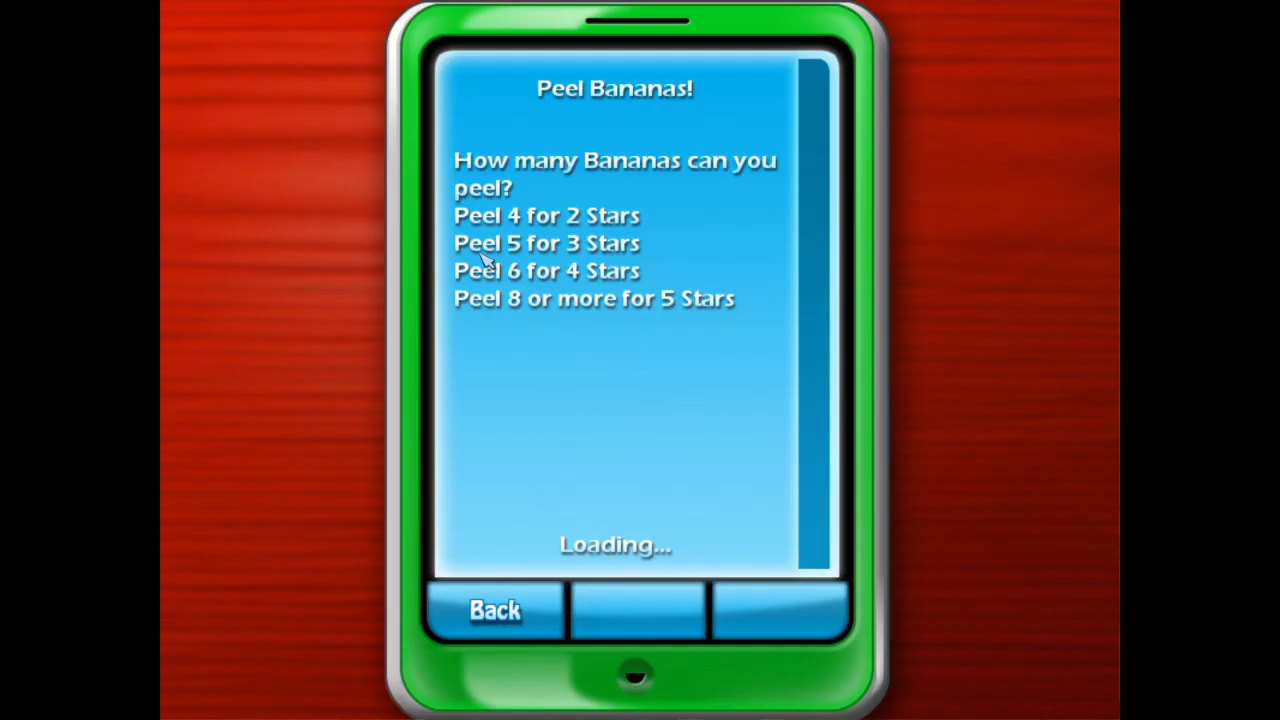 Peel Bananas!
How many Bananas can you
peel?
Peel 4 for 2 Stars
Peel 5 for 3 Stars
Peel 6 for 4 Stars
Peel 8 or more for 5 Stars
Loading...
Back